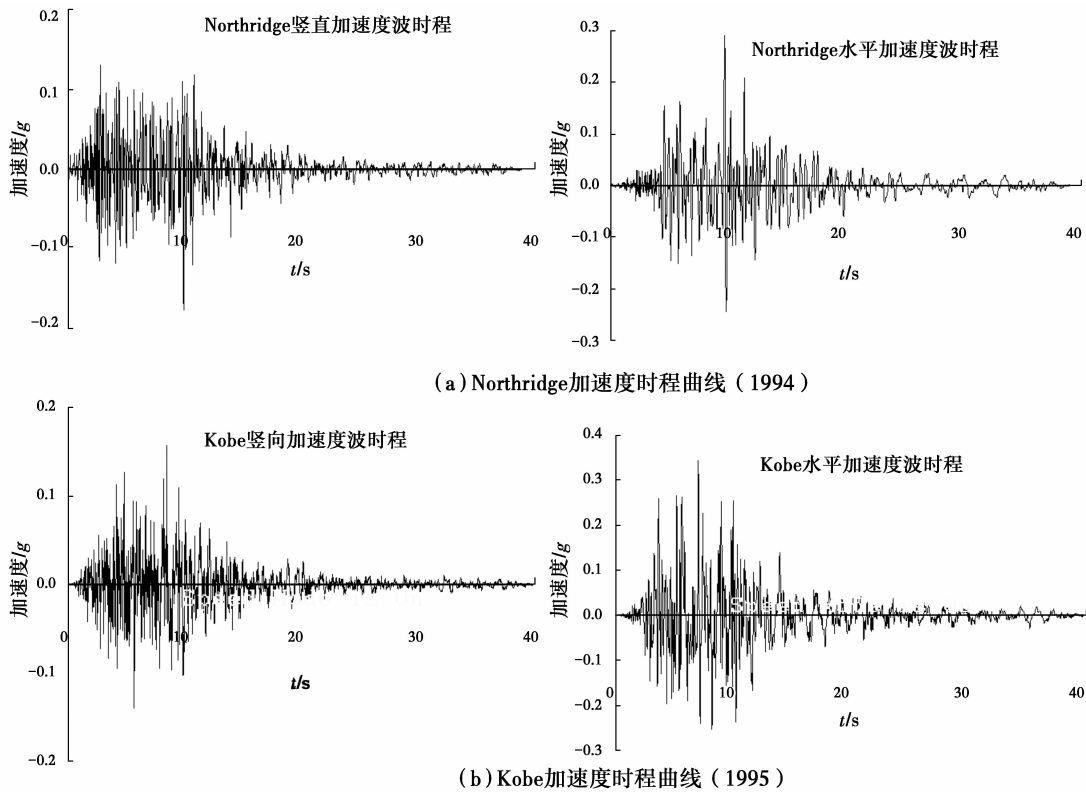 Northridge竖直加速度波时程
0.2
0.1
0.0
−0.1
−0.2
加速度/g
0 10 20 30 40
t/s
Northridge水平加速度波时程
0.3
0.2
0.1
0.0
−0.1
−0.2
−0.3
加速度/g
0 10 20 30 40
t/s
(a)Northridge加速度时程曲线(1994)
Kobe竖向加速度波时程
0.2
0.1
0.0
−0.1
−0.2
加速度/g
0 10 20 30 40
t/s
Kobe水平加速度波时程
0.4
0.3
0.2
0.1
0.0
−0.1
−0.2
−0.3
加速度/g
0 10 20 30 40
t/s
(b)Kobe加速度时程曲线(1995)